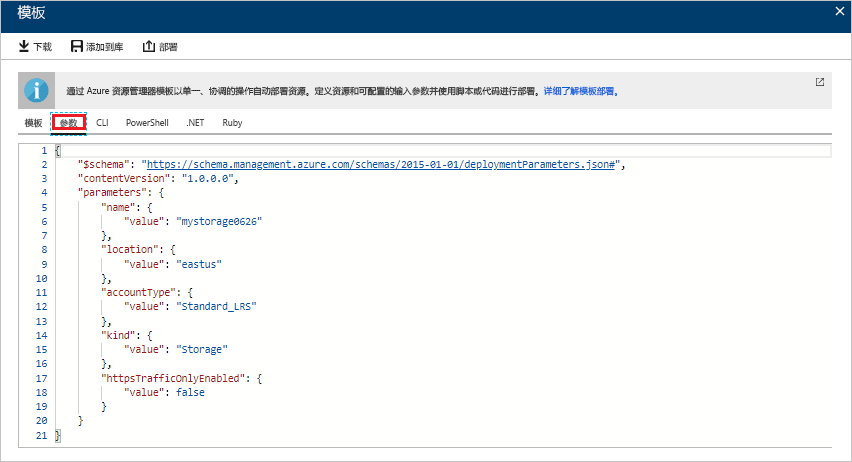 模板
下载 添加到库 部署
通过 Azure 资源管理器模板以单一、协调的操作自动部署资源。定义资源和可配置的输入参数并使用脚本或代码进行部署。详细了解模板部署。
模板 参数 CLI PowerShell .NET Ruby
1 {
2 "$schema": "https://schema.management.azure.com/schemas/2015-01-01/deploymentParameters.json#",
3 "contentVersion": "1.0.0.0",
4 "parameters": {
5 "name": {
6 "value": "mystorage0626"
7 },
8 "location": {
9 "value": "eastus"
10 },
11 "accountType": {
12 "value": "Standard_LRS"
13 },
14 "kind": {
15 "value": "Storage"
16 },
17 "httpsTrafficOnlyEnabled": {
18 "value": false
19 }
20 }
21 }